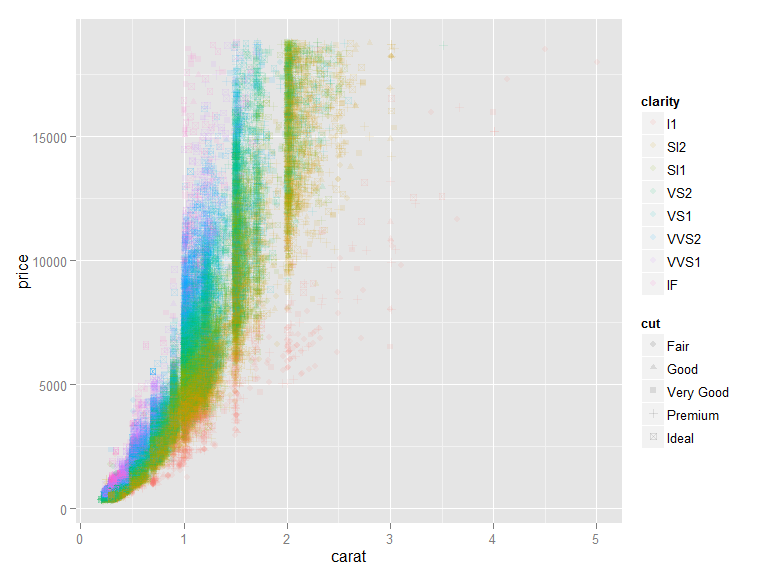 price
15000
10000
5000
0
0 1 2 3 4 5
carat
clarity
I1
SI2
SI1
VS2
VS1
VVS2
VVS1
IF
cut
Fair
Good
Very Good
Premium
Ideal